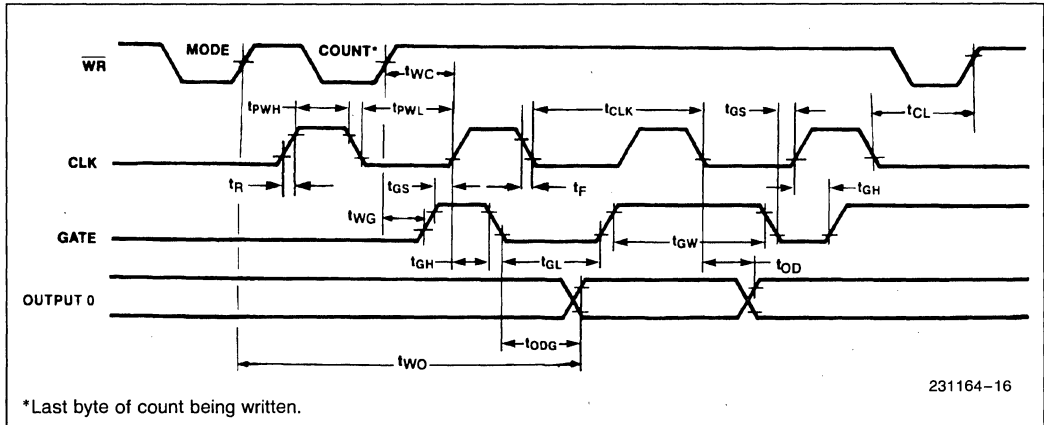 MODE COUNT*
WR
tWC
tPWH tPWL tCLK tGS tCL
CLK
tR tGS tF tGH
tWG
GATE
tGW
tGH tGL tOD
OUTPUT 0
tODG
tWO
231164–16
*Last byte of count being written.